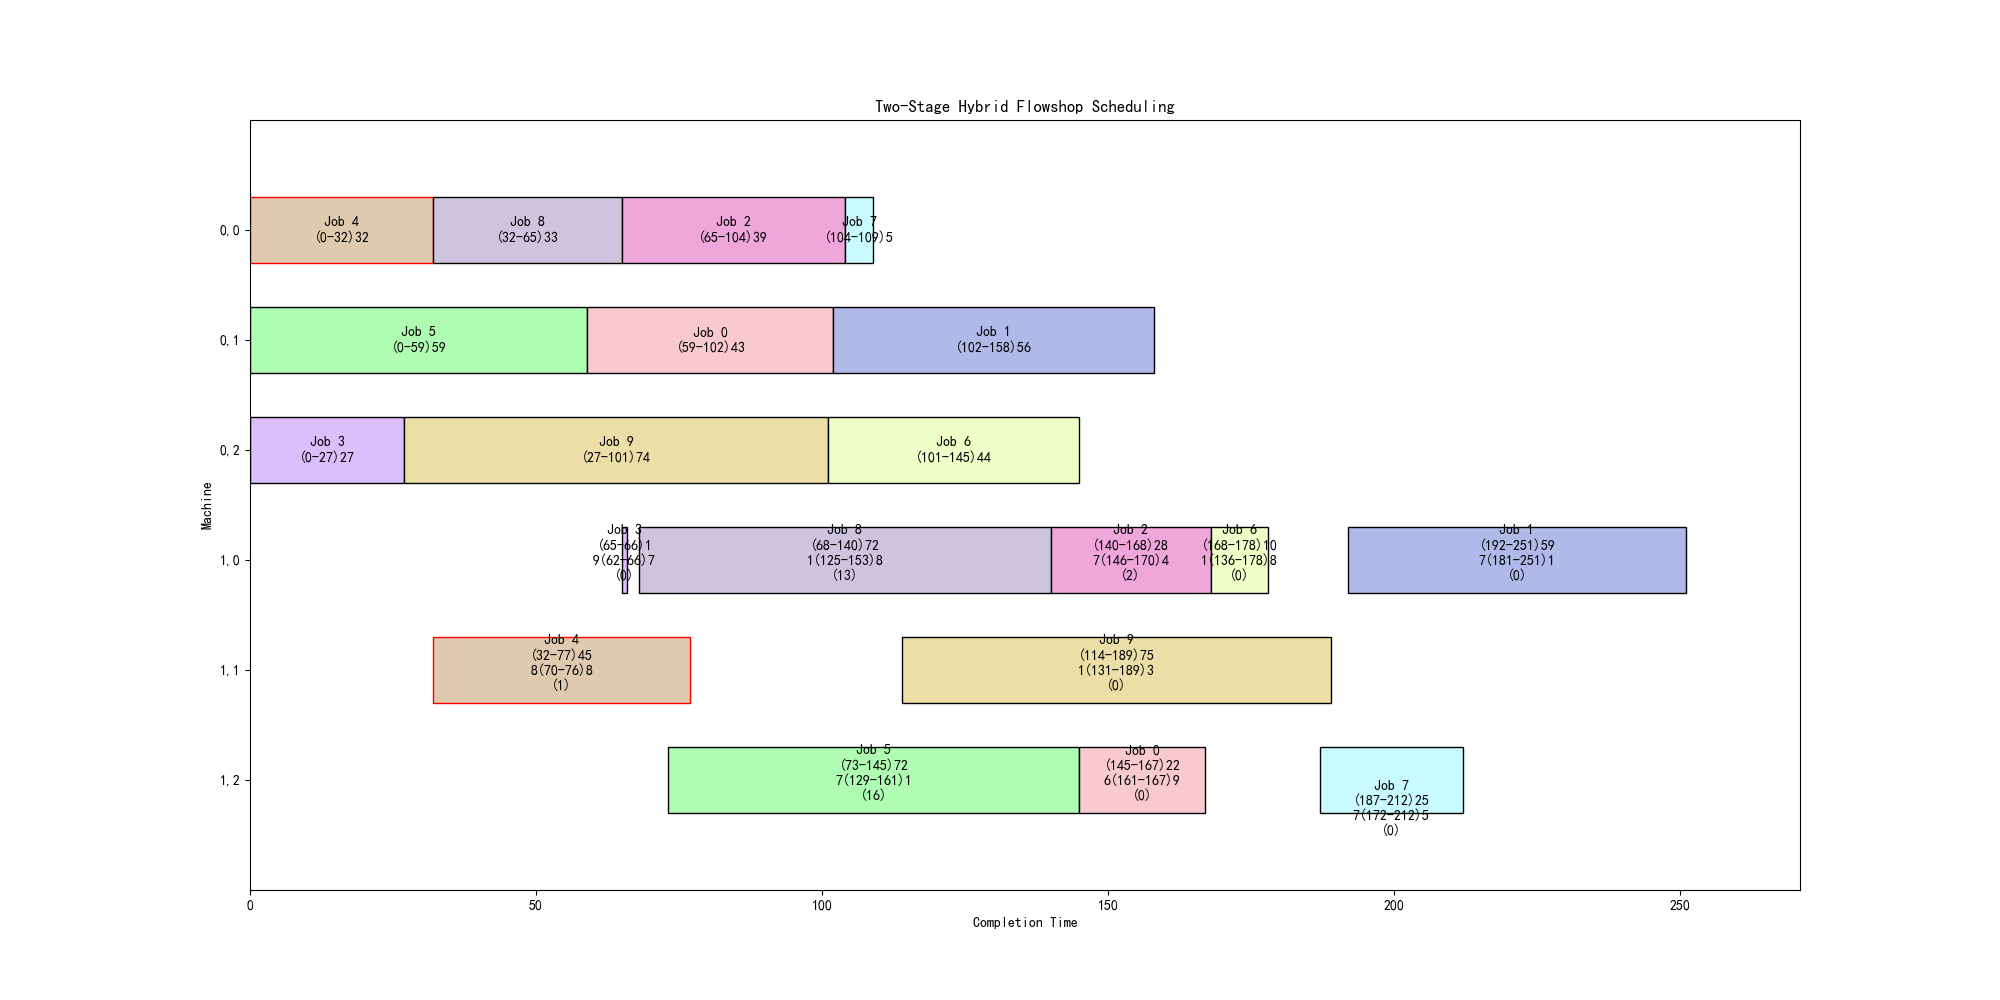 Two-Stage Hybrid Flowshop Scheduling
0,0
Job 4
(0-32)32
Job 8
(32-65)33
Job 2
(65-104)39
Job 7
(104-109)5
0,1
Job 5
(0-59)59
Job 0
(59-102)43
Job 1
(102-158)56
0,2
Job 3
(0-27)27
Job 9
(27-101)74
Job 6
(101-145)44
Machine
1,0
Job 3
(65-66)1
9(62-66)7
(0)
Job 8
(68-140)72
1(125-153)8
(13)
Job 2
(140-168)28
7(146-170)4
(2)
Job 6
(168-178)10
1(136-178)8
(0)
Job 1
(192-251)59
7(181-251)1
(0)
1,1
Job 4
(32-77)45
8(70-76)8
(1)
Job 9
(114-189)75
1(131-189)3
(0)
1,2
Job 5
(73-145)72
7(129-161)1
(16)
Job 0
(145-167)22
6(161-167)9
(0)
Job 7
(187-212)25
7(172-212)5
(0)
0
50
100
150
200
250
Completion Time